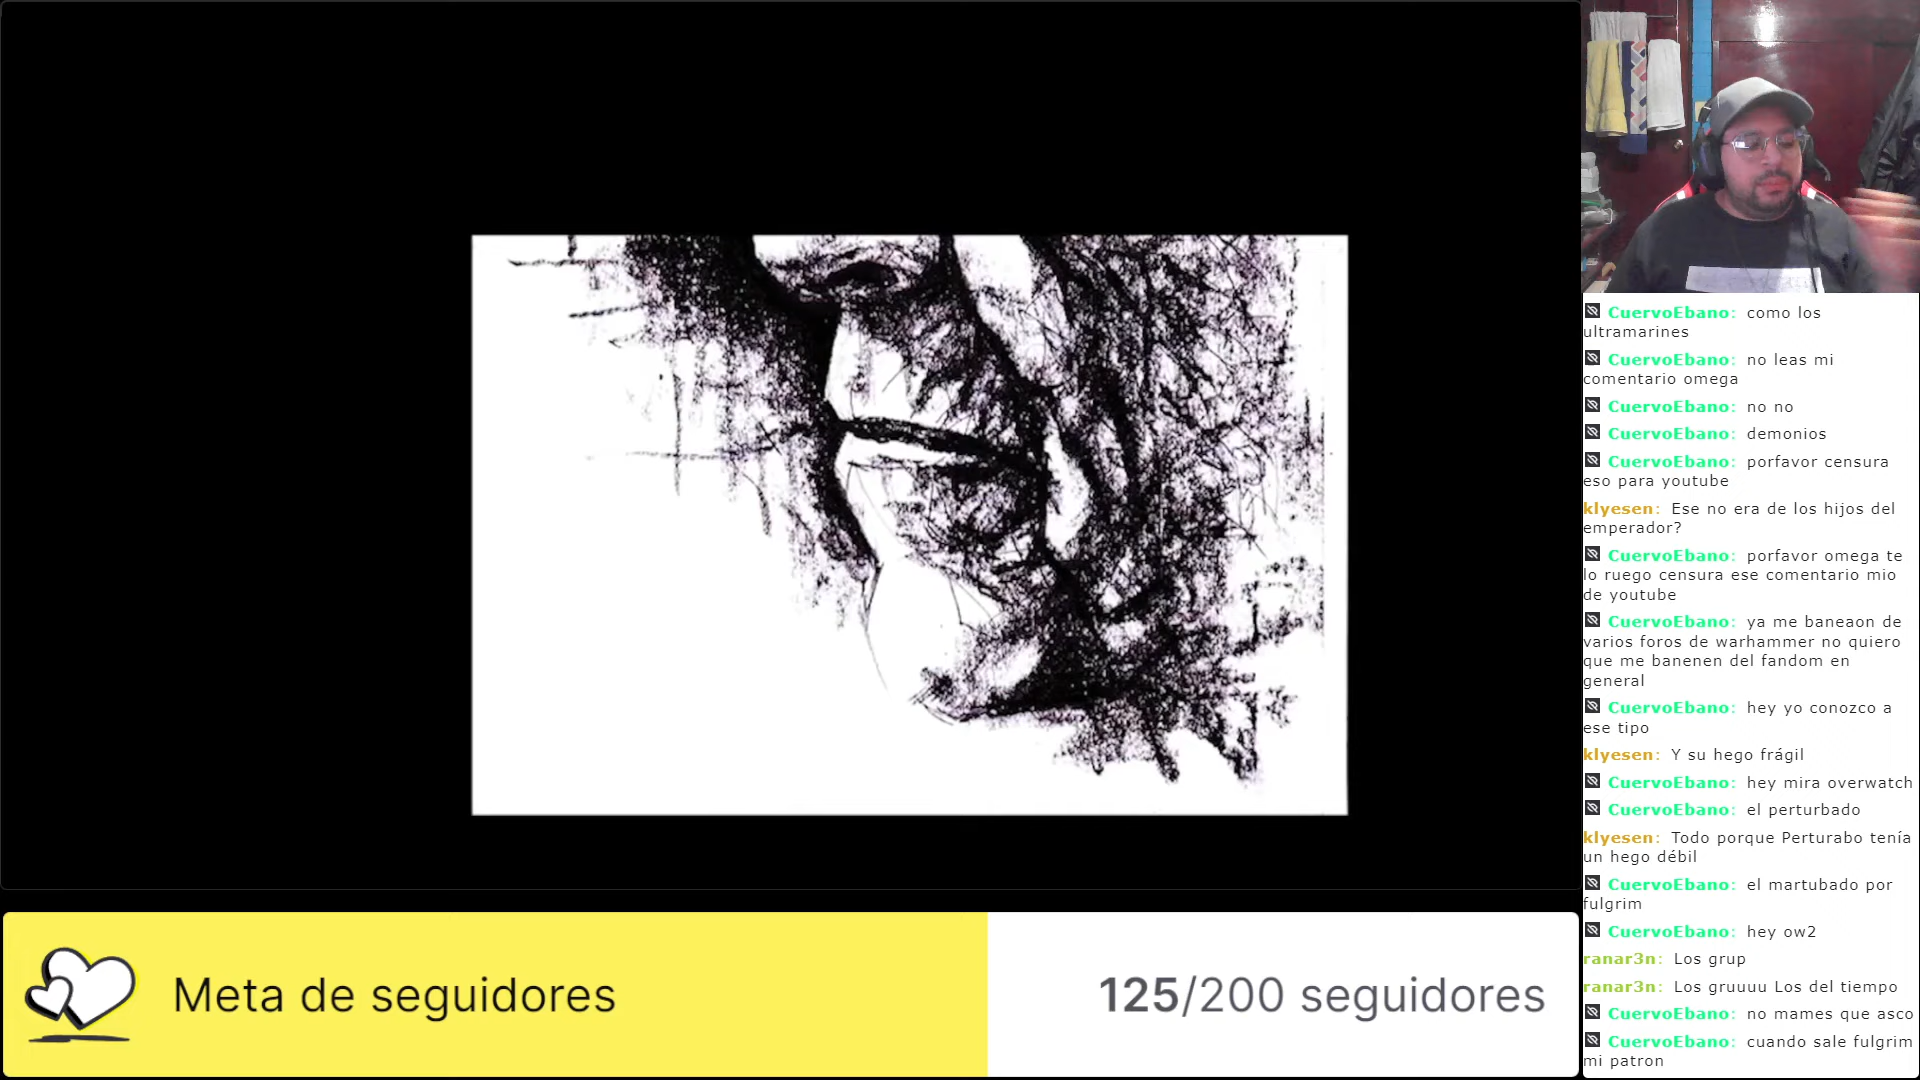 CuervoEbano: como los
ultramarines
CuervoEbano: no leas mi
comentario omega
CuervoEbano: no no
CuervoEbano: demonios
CuervoEbano: porfavor censura
eso para youtube
klyesen: Ese no era de los hijos del
emperador?
CuervoEbano: porfavor omega te
lo ruego censura ese comentario mio
de youtube
CuervoEbano: ya me baneaon de
varios foros de warhammer no quiero
que me banenen del fandom en
general
CuervoEbano: hey yo conozco a
ese tipo
klyesen: Y su hego frágil
CuervoEbano: hey mira overwatch
CuervoEbano: el perturbado
klyesen: Todo porque Perturabo tenía
un hego débil
CuervoEbano: el martubado por
fulgrim
CuervoEbano: hey ow2
ranar3n: Los grup
ranar3n: Los gruuuu Los del tiempo
CuervoEbano: no mames que asco
CuervoEbano: cuando sale fulgrim
mi patron
Meta de seguidores
125/200 seguidores